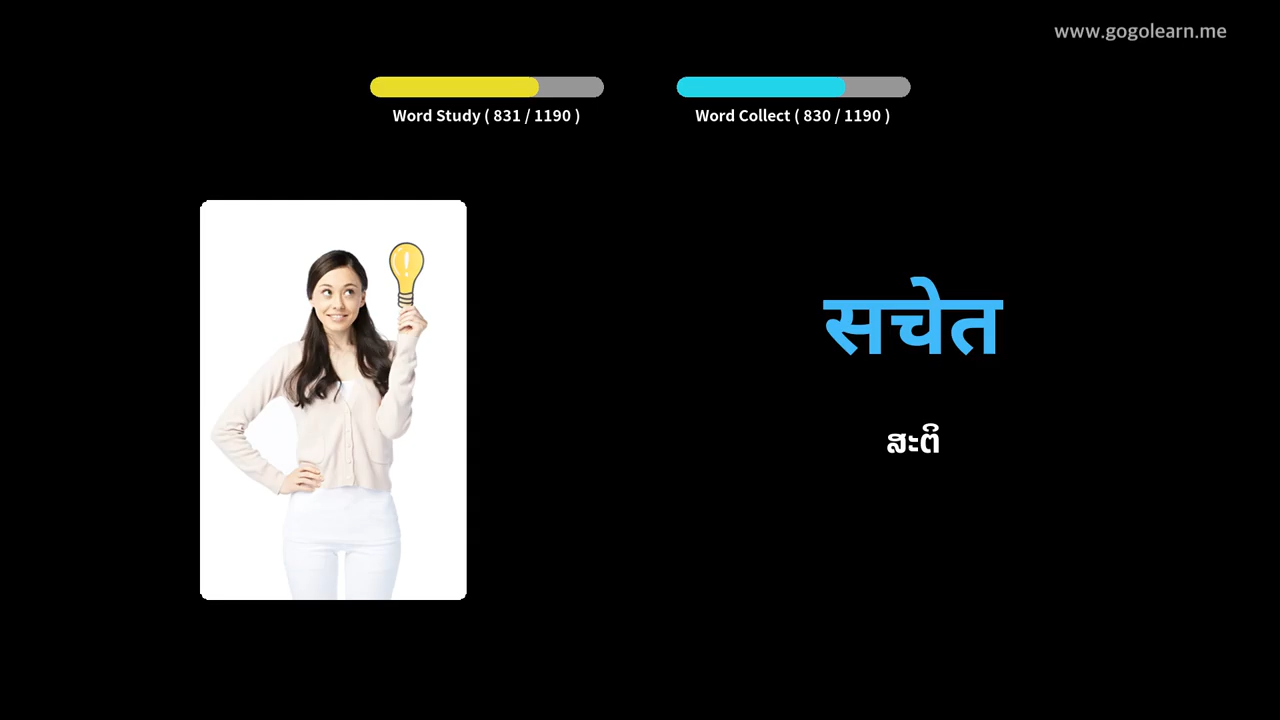 www.gogolearn.me
Word Study ( 831 / 1190 )
Word Collect ( 830 / 1190 )
सचेत
ສະຕິ